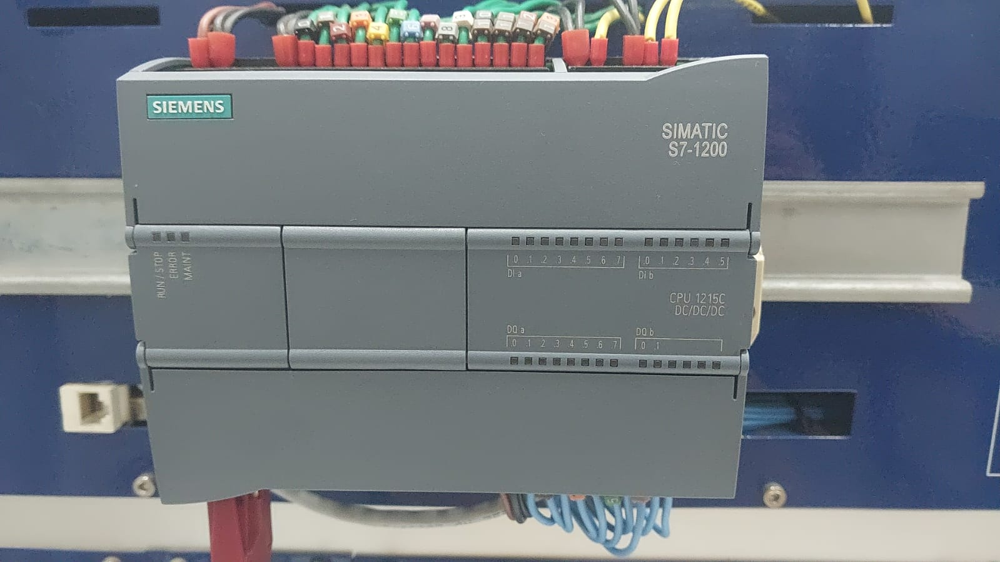 SIEMENS
SIMATIC
S7-1200
RUN / STOP
ERROR
MAINT
.0 .1 .2 .3 .4 .5 .6 .7
DI a
.0 .1 .2 .3 .4 .5
DI b
CPU 1215C
DC/DC/DC
DQ a
.0 .1 .2 .3 .4 .5 .6 .7
DQ b
.0 .1